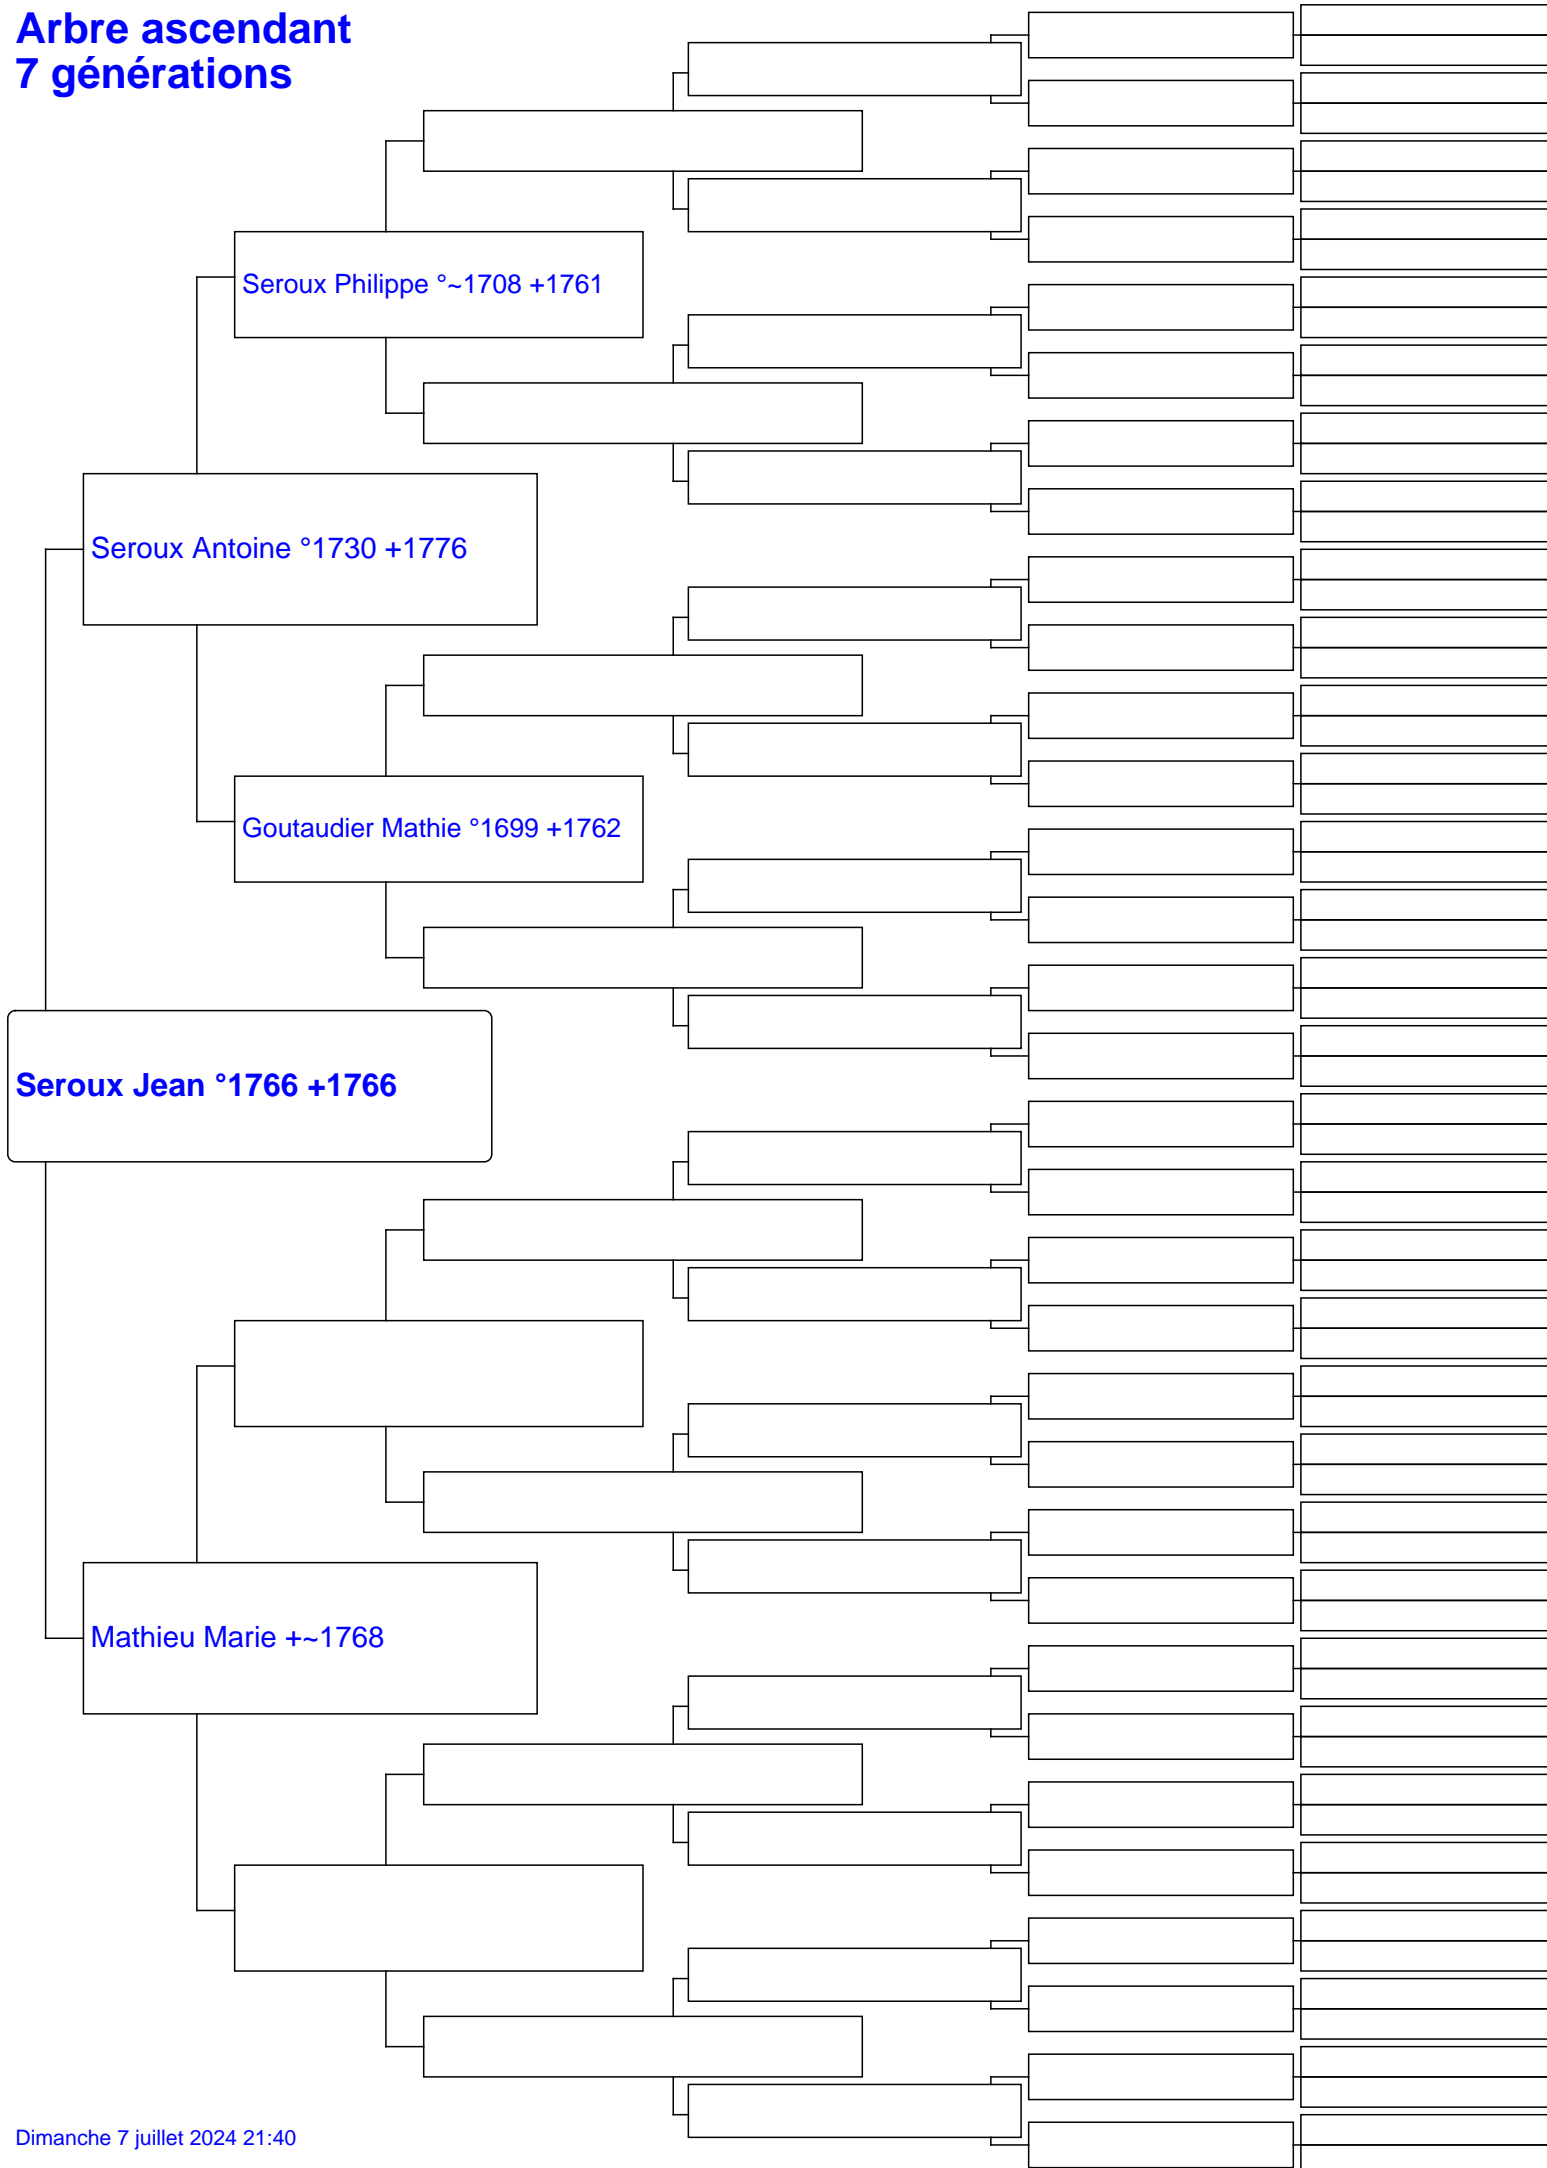 Arbre ascendant
7 générations
Seroux Philippe °~1708 +1761
Seroux Antoine °1730 +1776
Goutaudier Mathie °1699 +1762
Seroux Jean °1766 +1766
Mathieu Marie +~1768
Dimanche 7 juillet 2024 21:40